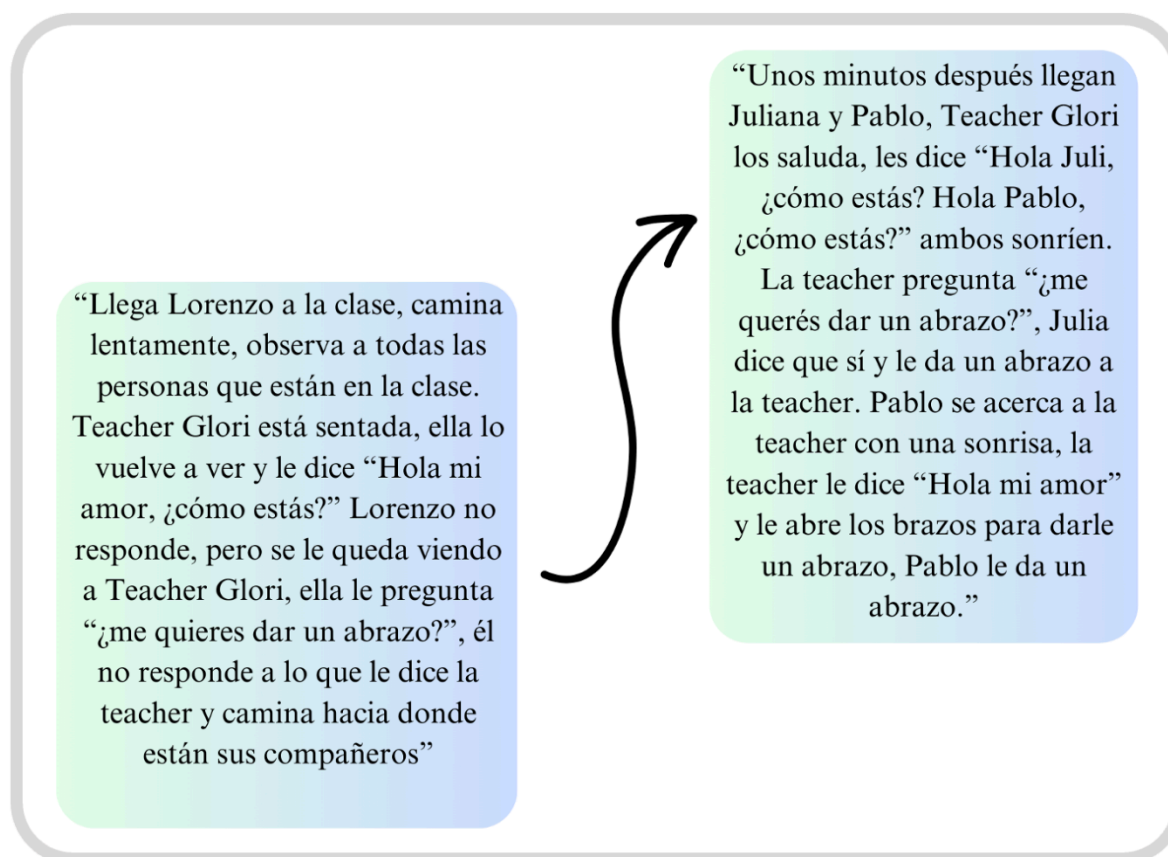 “Llega Lorenzo a la clase, camina
lentamente, observa a todas las
personas que están en la clase.
Teacher Glori está sentada, ella lo
vuelve a ver y le dice “Hola mi
amor, ¿cómo estás?” Lorenzo no
responde, pero se le queda viendo
a Teacher Glori, ella le pregunta
“¿me quieres dar un abrazo?”, él
no responde a lo que le dice la
teacher y camina hacia donde
están sus compañeros”
“Unos minutos después llegan
Juliana y Pablo, Teacher Glori
los saluda, les dice “Hola Juli,
¿cómo estás? Hola Pablo,
¿cómo estás?” ambos sonríen.
La teacher pregunta “¿me
querés dar un abrazo?”, Julia
dice que sí y le da un abrazo a
la teacher. Pablo se acerca a la
teacher con una sonrisa, la
teacher le dice “Hola mi amor”
y le abre los brazos para darle
un abrazo, Pablo le da un
abrazo.”